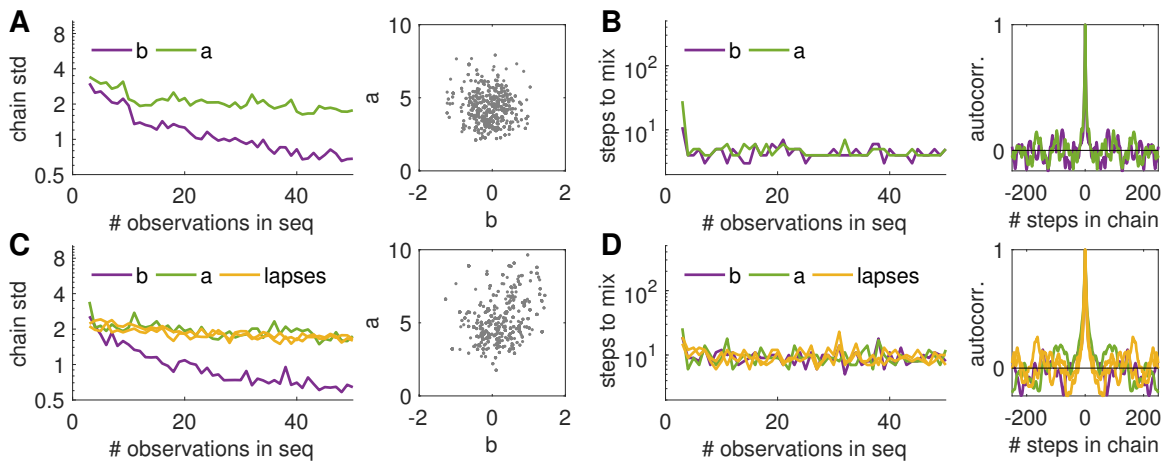 A
b a
chain std
8
4
2
1
0.5
0 20 40
# observations in seq
a
10
5
0
-2 0 2
b
B
b a
steps to mix
10^2
10^1
0 20 40
# observations in seq
autocorr.
1
0
-200 0 200
# steps in chain
C
b a lapses
chain std
8
4
2
1
0.5
0 20 40
# observations in seq
a
10
5
0
-2 0 2
b
D
b a lapses
steps to mix
10^2
10^1
0 20 40
# observations in seq
autocorr.
1
0
-200 0 200
# steps in chain